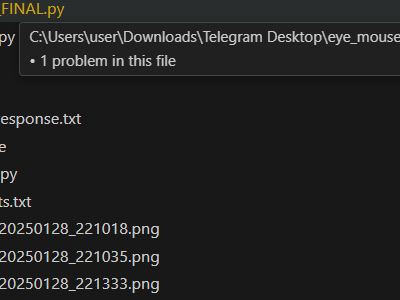 _FINAL.py
py
C:\Users\user\Downloads\Telegram Desktop\eye_mouse
• 1 problem in this file
esponse.txt
e
py
ts.txt
20250128_221018.png
20250128_221035.png
20250128_221333.png